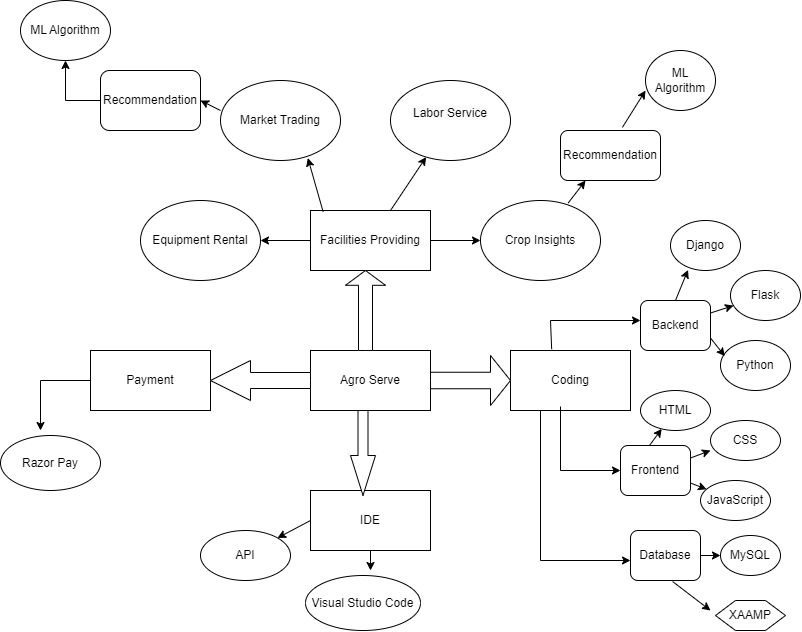 ML Algorithm
Recommendation
Market Trading
Labor Service
ML
Algorithm
Recommendation
Equipment Rental
Facilities Providing
Crop Insights
Django
Flask
Backend
Python
Payment
Agro Serve
Coding
HTML
CSS
Frontend
JavaScript
Razor Pay
IDE
API
Visual Studio Code
Database
MySQL
XAAMP